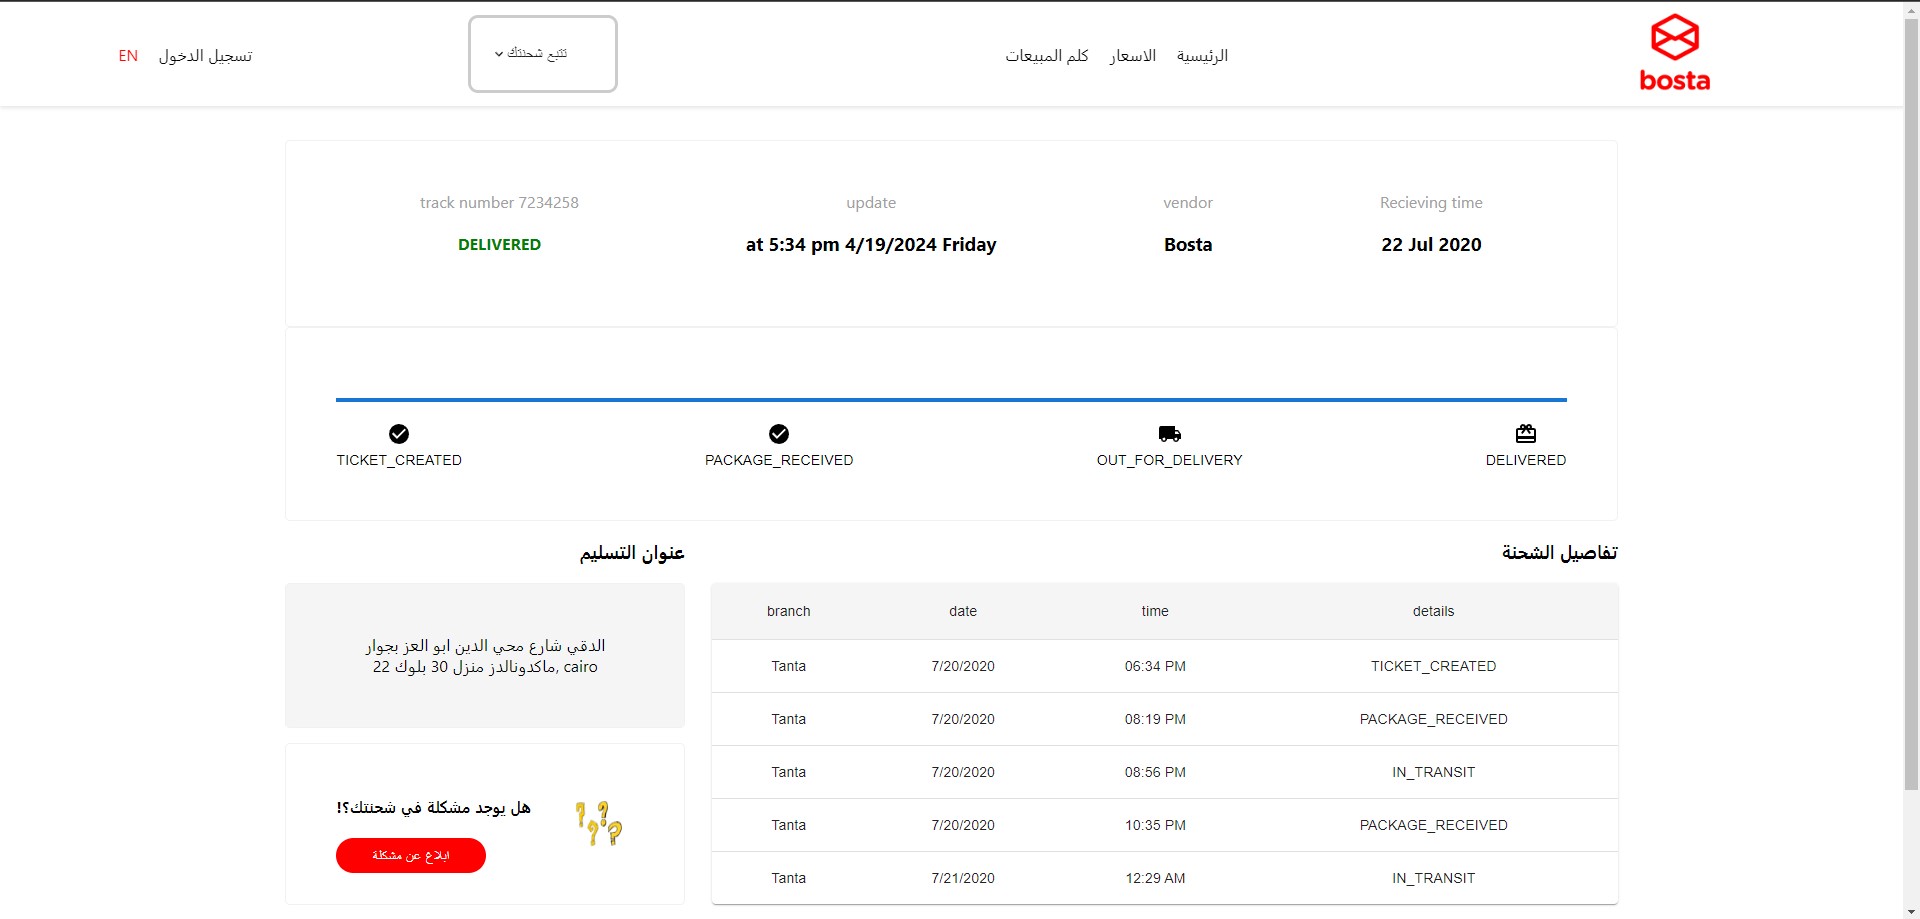 bosta
الرئيسية
الاسعار
كلم المبيعات
تتبع شحنتك
تسجيل الدخول
EN
track number 7234258
DELIVERED
update
at 5:34 pm 4/19/2024 Friday
vendor
Bosta
Recieving time
22 Jul 2020
TICKET_CREATED
PACKAGE_RECEIVED
OUT_FOR_DELIVERY
DELIVERED
تفاصيل الشحنة
branch date time details
Tanta 7/20/2020 06:34 PM TICKET_CREATED
Tanta 7/20/2020 08:19 PM PACKAGE_RECEIVED
Tanta 7/20/2020 08:56 PM IN_TRANSIT
Tanta 7/20/2020 10:35 PM PACKAGE_RECEIVED
Tanta 7/21/2020 12:29 AM IN_TRANSIT
عنوان التسليم
الدقي شارع محي الدين ابو العز بجوار
ماكدونالدز منزل 30 بلوك 22, cairo
هل يوجد مشكلة في شحنتك؟!
ابلاغ عن مشكلة